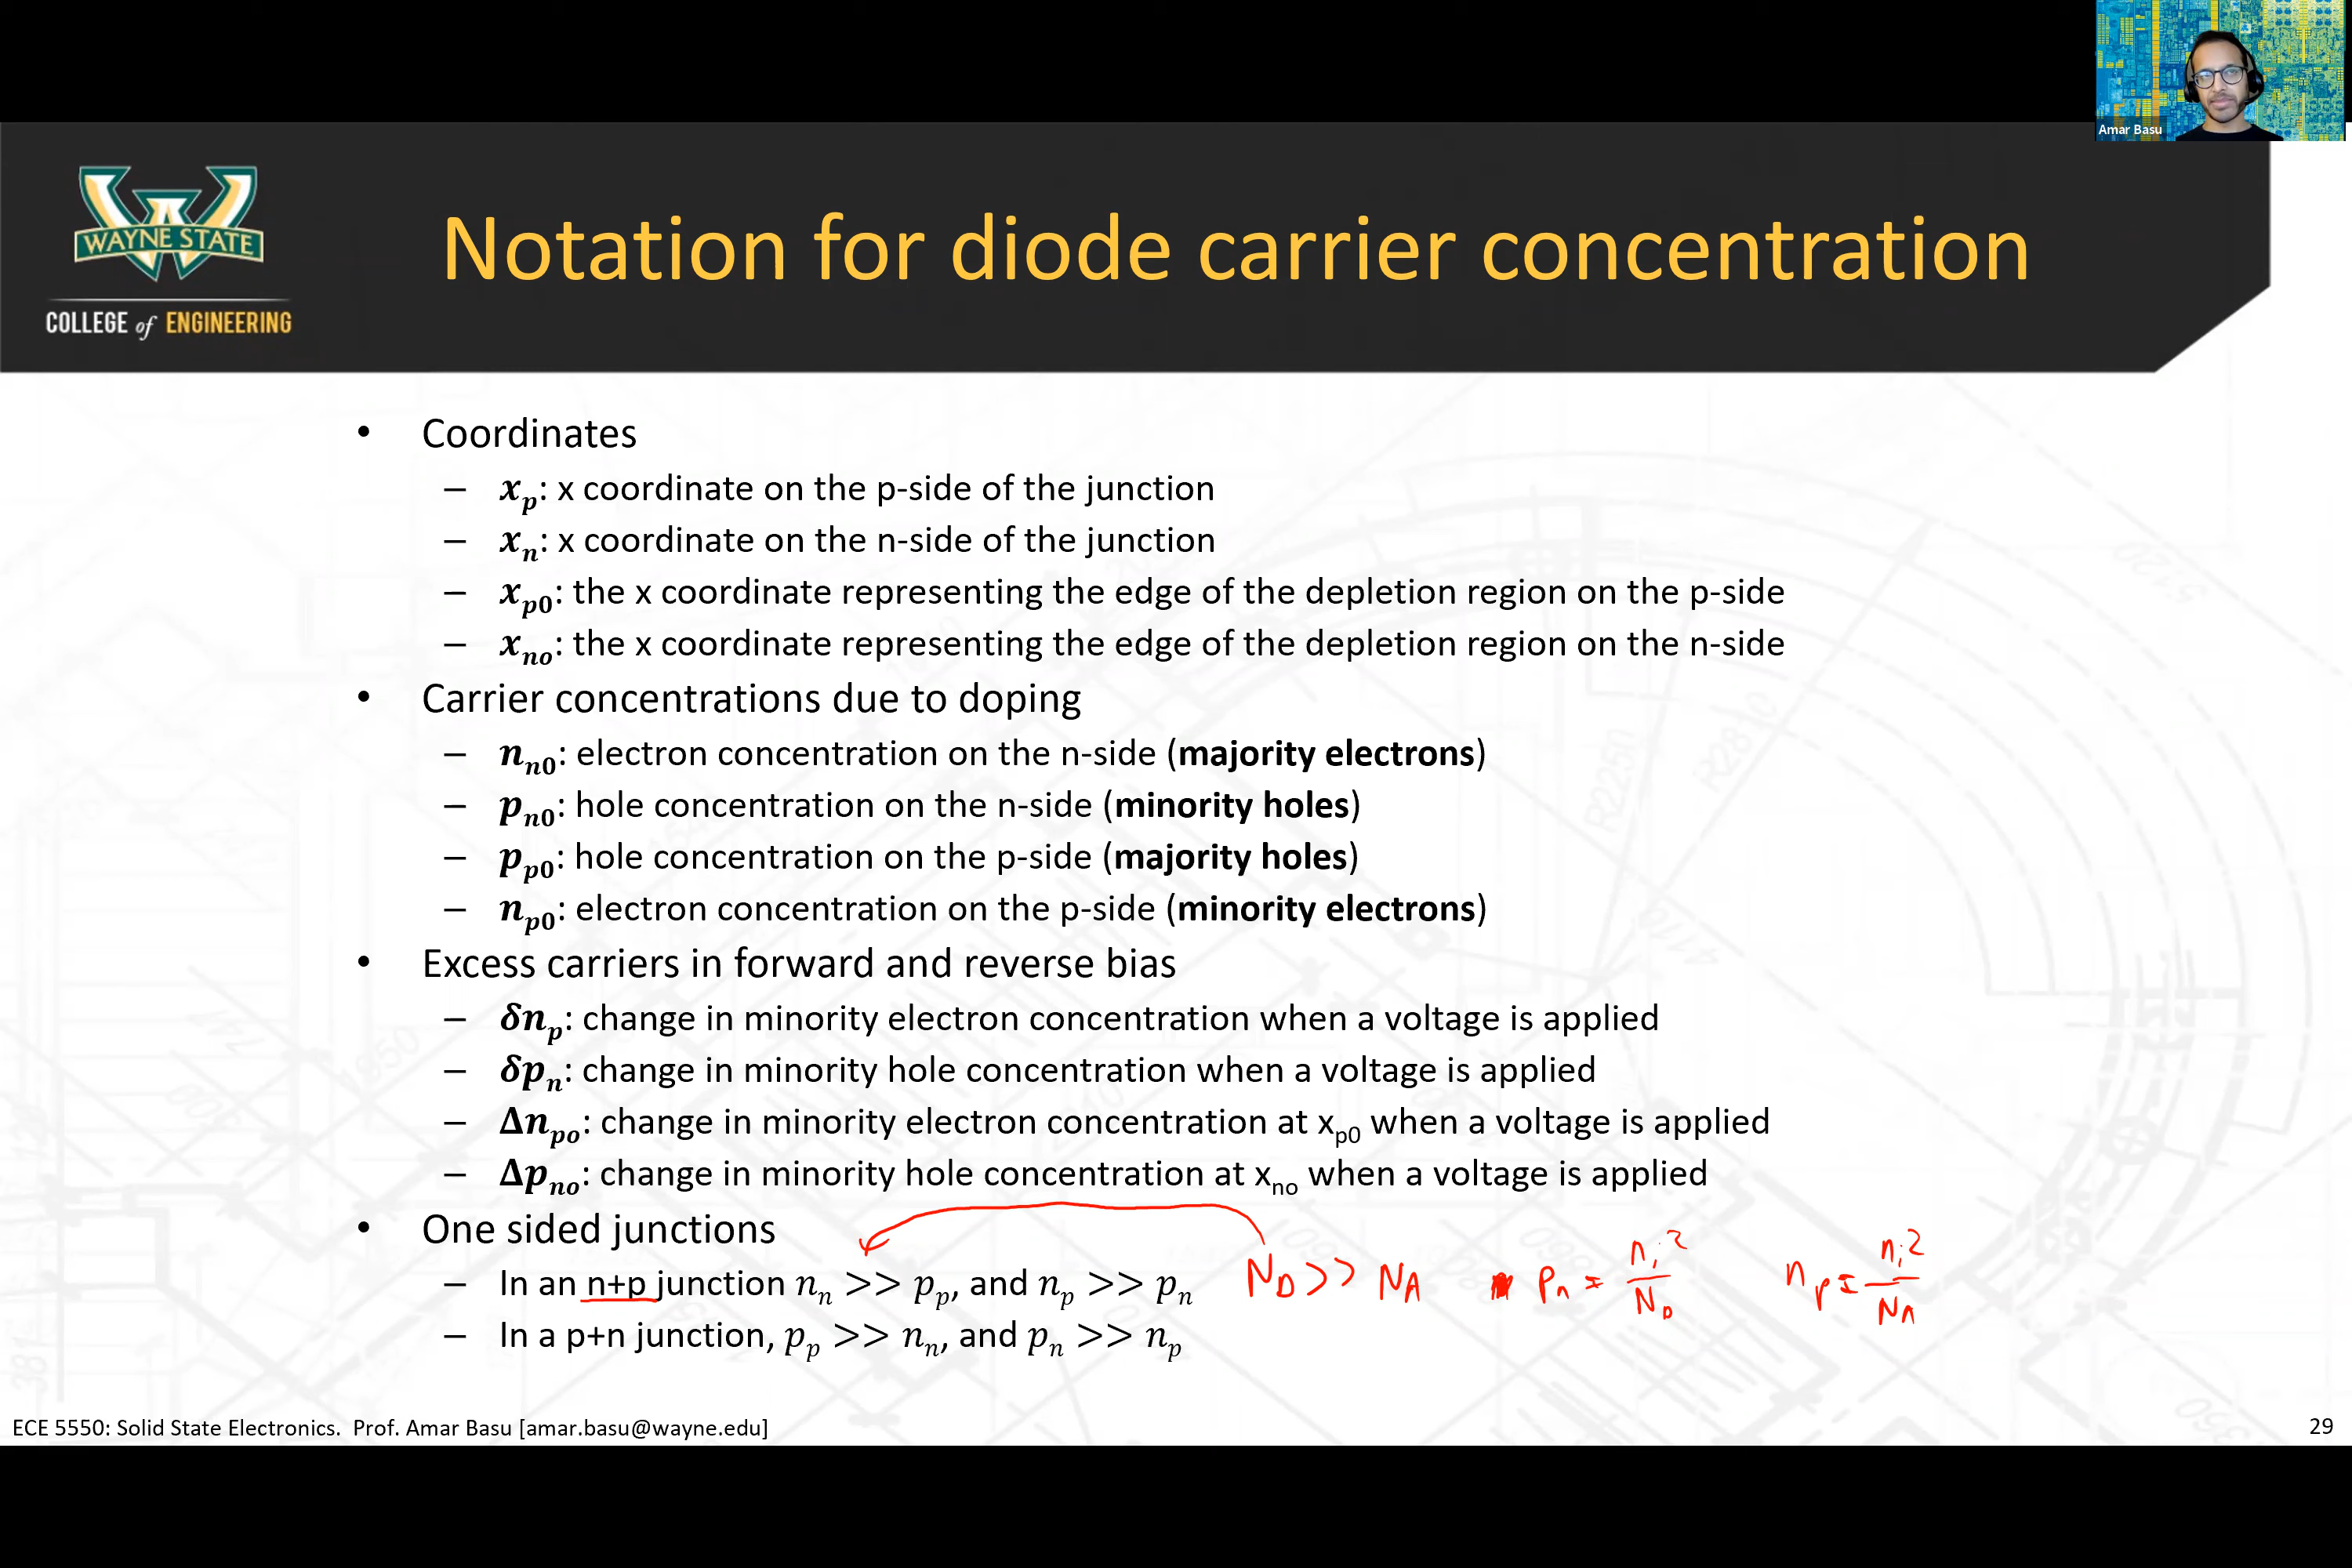 Amar Basu
WAYNE STATE
COLLEGE of ENGINEERING
Notation for diode carrier concentration
• Coordinates
– xₚ: x coordinate on the p-side of the junction
– xₙ: x coordinate on the n-side of the junction
– xₚ₀: the x coordinate representing the edge of the depletion region on the p-side
– xₙₒ: the x coordinate representing the edge of the depletion region on the n-side
• Carrier concentrations due to doping
– nₙ₀: electron concentration on the n-side (majority electrons)
– pₙ₀: hole concentration on the n-side (minority holes)
– pₚ₀: hole concentration on the p-side (majority holes)
– nₚ₀: electron concentration on the p-side (minority electrons)
• Excess carriers in forward and reverse bias
– δnₚ: change in minority electron concentration when a voltage is applied
– δpₙ: change in minority hole concentration when a voltage is applied
– Δnₚₒ: change in minority electron concentration at xₚ₀ when a voltage is applied
– Δpₙₒ: change in minority hole concentration at xₙₒ when a voltage is applied
• One sided junctions
– In an n+p junction nₙ >> pₚ, and nₚ >> pₙ N_D >> N_A pₙ = nᵢ²/N_D nₚ = nᵢ²/N_A
– In a p+n junction, pₚ >> nₙ, and pₙ >> nₚ
ECE 5550: Solid State Electronics. Prof. Amar Basu [amar.basu@wayne.edu]
29